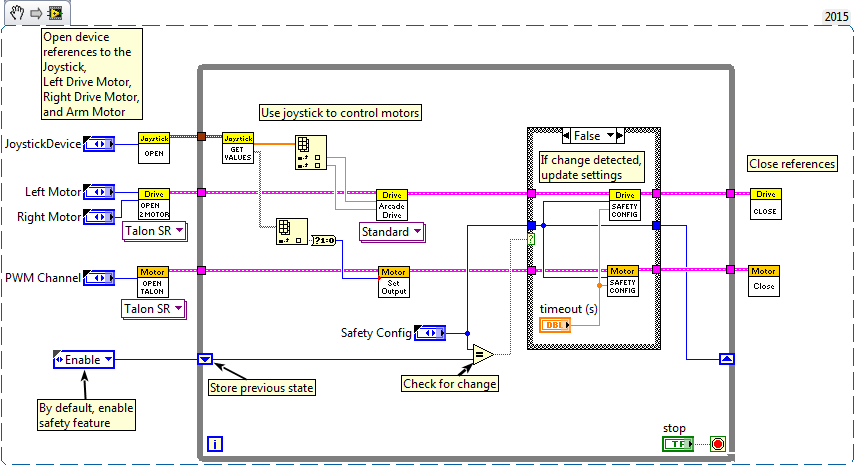 2015
Open device
references to the
Joystick,
Left Drive Motor,
Right Drive Motor,
and Arm Motor
Use joystick to control motors
False
JoystickDevice
Joystick
OPEN
Joystick
GET
VALUES
If change detected,
update settings
Close references
Left Motor
Right Motor
Drive
OPEN
2 MOTOR
Talon SR
Drive
Arcade
Drive
Standard
Drive
SAFETY
CONFIG
Drive
CLOSE
?1:0
?
PWM Channel
Motor
OPEN
TALON
Talon SR
Motor
Set
Output
Motor
SAFETY
CONFIG
Motor
Close
timeout (s)
DBL
Safety Config
=
Enable
Store previous state
Check for change
By default, enable
safety feature
i
stop
TF